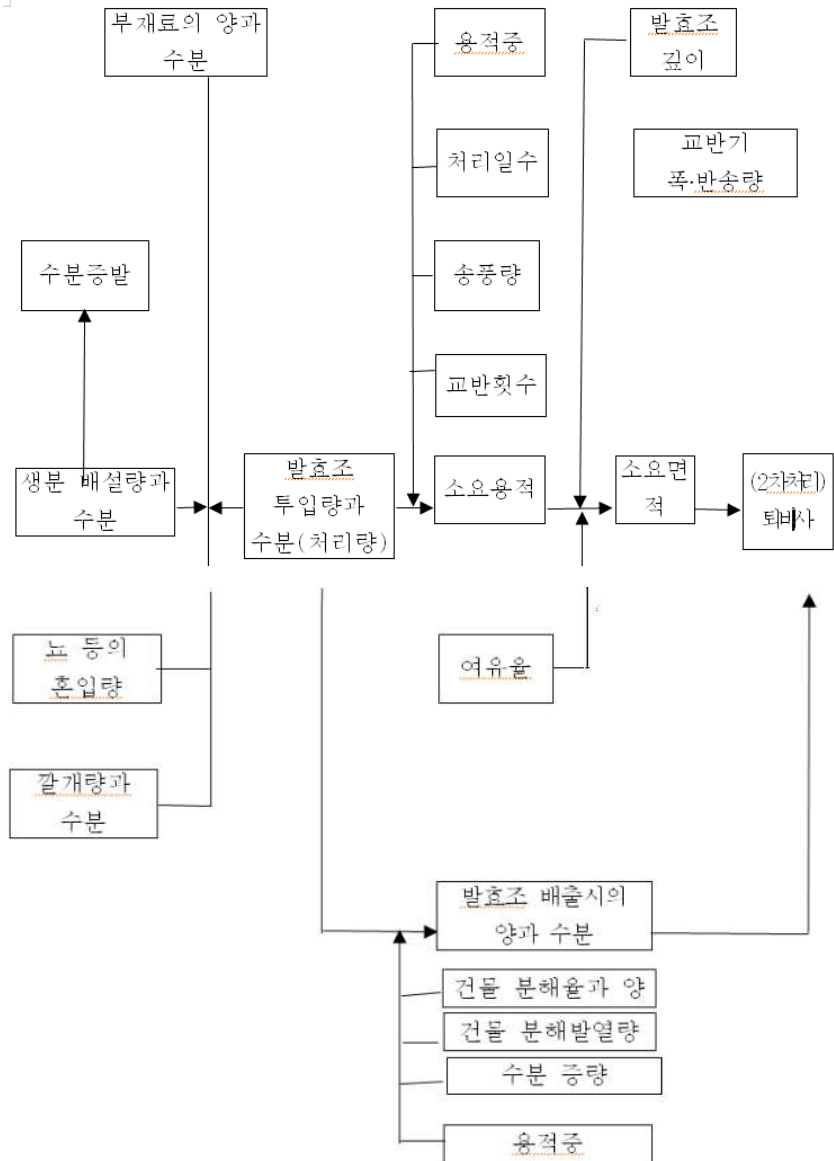 부재료의 양과
수분
용적중
발효조
깊이
처리일수
교반기
폭·반송량
수분증발
송풍량
교반횟수
생분 배설량과
수분
발효조
투입량과
수분(처리량)
소요용적
소요면
적
(2차처리)
퇴비사
뇨 등의
혼입량
여유율
깔개량과
수분
발효조 배출시의
양과 수분
건물 분해율과 양
건물 분해발열량
수분 증량
용적중